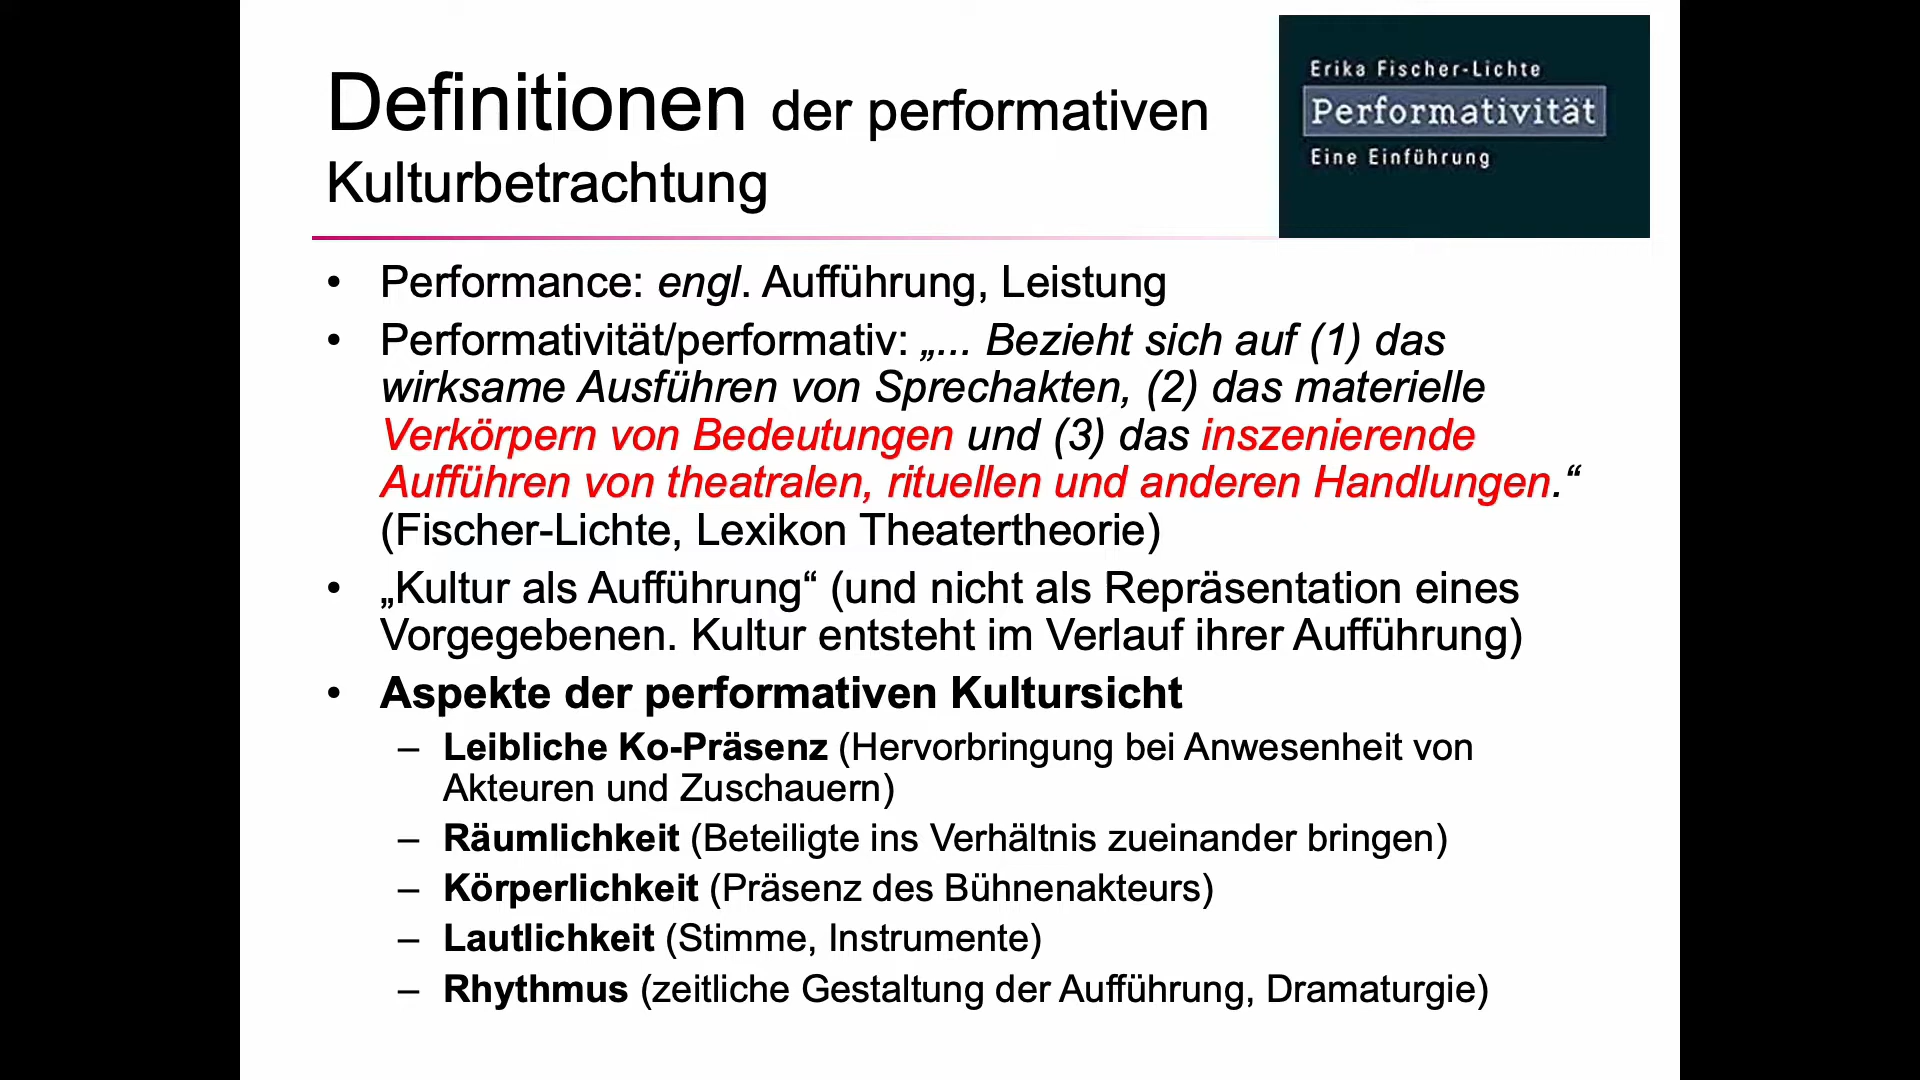 Definitionen der performativen
Kulturbetrachtung
Erika Fischer-Lichte
Performativität
Eine Einführung
• Performance: engl. Aufführung, Leistung
• Performativität/performativ: „... Bezieht sich auf (1) das
wirksame Ausführen von Sprechakten, (2) das materielle
Verkörpern von Bedeutungen und (3) das inszenierende
Aufführen von theatralen, rituellen und anderen Handlungen.“
(Fischer-Lichte, Lexikon Theatertheorie)
• „Kultur als Aufführung“ (und nicht als Repräsentation eines
Vorgegebenen. Kultur entsteht im Verlauf ihrer Aufführung)
• Aspekte der performativen Kultursicht
– Leibliche Ko-Präsenz (Hervorbringung bei Anwesenheit von
Akteuren und Zuschauern)
– Räumlichkeit (Beteiligte ins Verhältnis zueinander bringen)
– Körperlichkeit (Präsenz des Bühnenakteurs)
– Lautlichkeit (Stimme, Instrumente)
– Rhythmus (zeitliche Gestaltung der Aufführung, Dramaturgie)